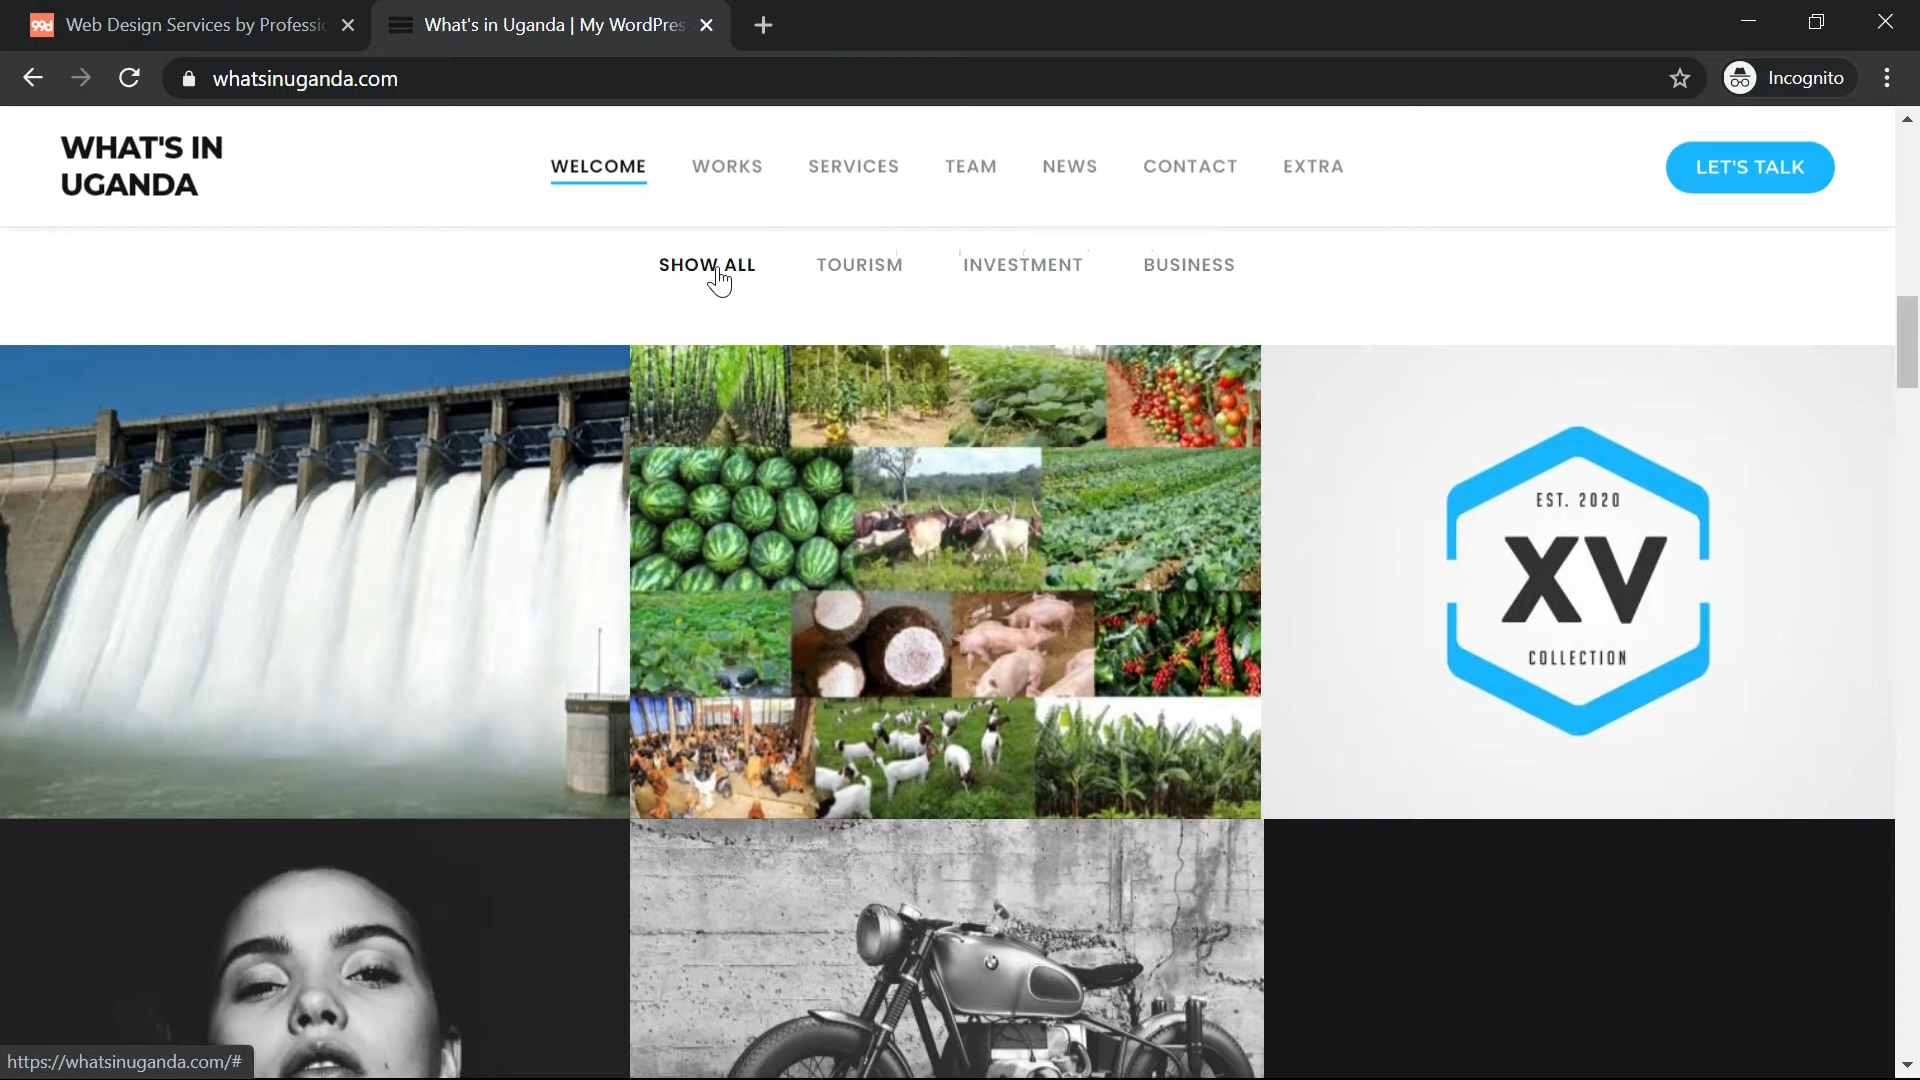 Web Design Services by Professi
What's in Uganda | My WordPres
whatsinuganda.com
Incognito
WHAT'S IN
UGANDA
WELCOME WORKS SERVICES TEAM NEWS CONTACT EXTRA
LET'S TALK
SHOW ALL TOURISM INVESTMENT BUSINESS
EST. 2020
XV
COLLECTION
https://whatsinuganda.com/#